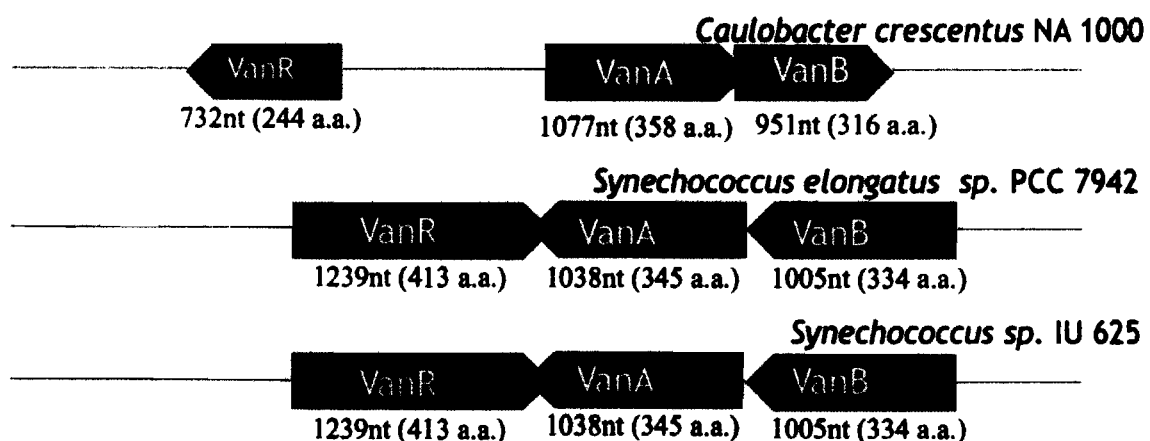 Caulobacter crescentus NA 1000
VanR VanA VanB
732nt (244 a.a.) 1077nt (358 a.a.) 951nt (316 a.a.)
Synechococcus elongatus sp. PCC 7942
VanR VanA VanB
1239nt (413 a.a.) 1038nt (345 a.a.) 1005nt (334 a.a.)
Synechococcus sp. IU 625
VanR VanA VanB
1239nt (413 a.a.) 1038nt (345 a.a.) 1005nt (334 a.a.)